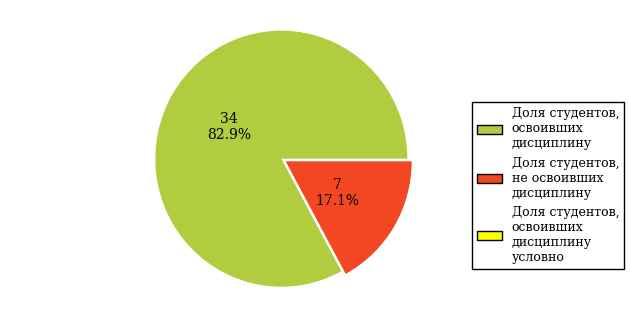 34
82.9%
7
17.1%
Доля студентов,
освоивших
дисциплину
Доля студентов,
не освоивших
дисциплину
Доля студентов,
освоивших
дисциплину
условно